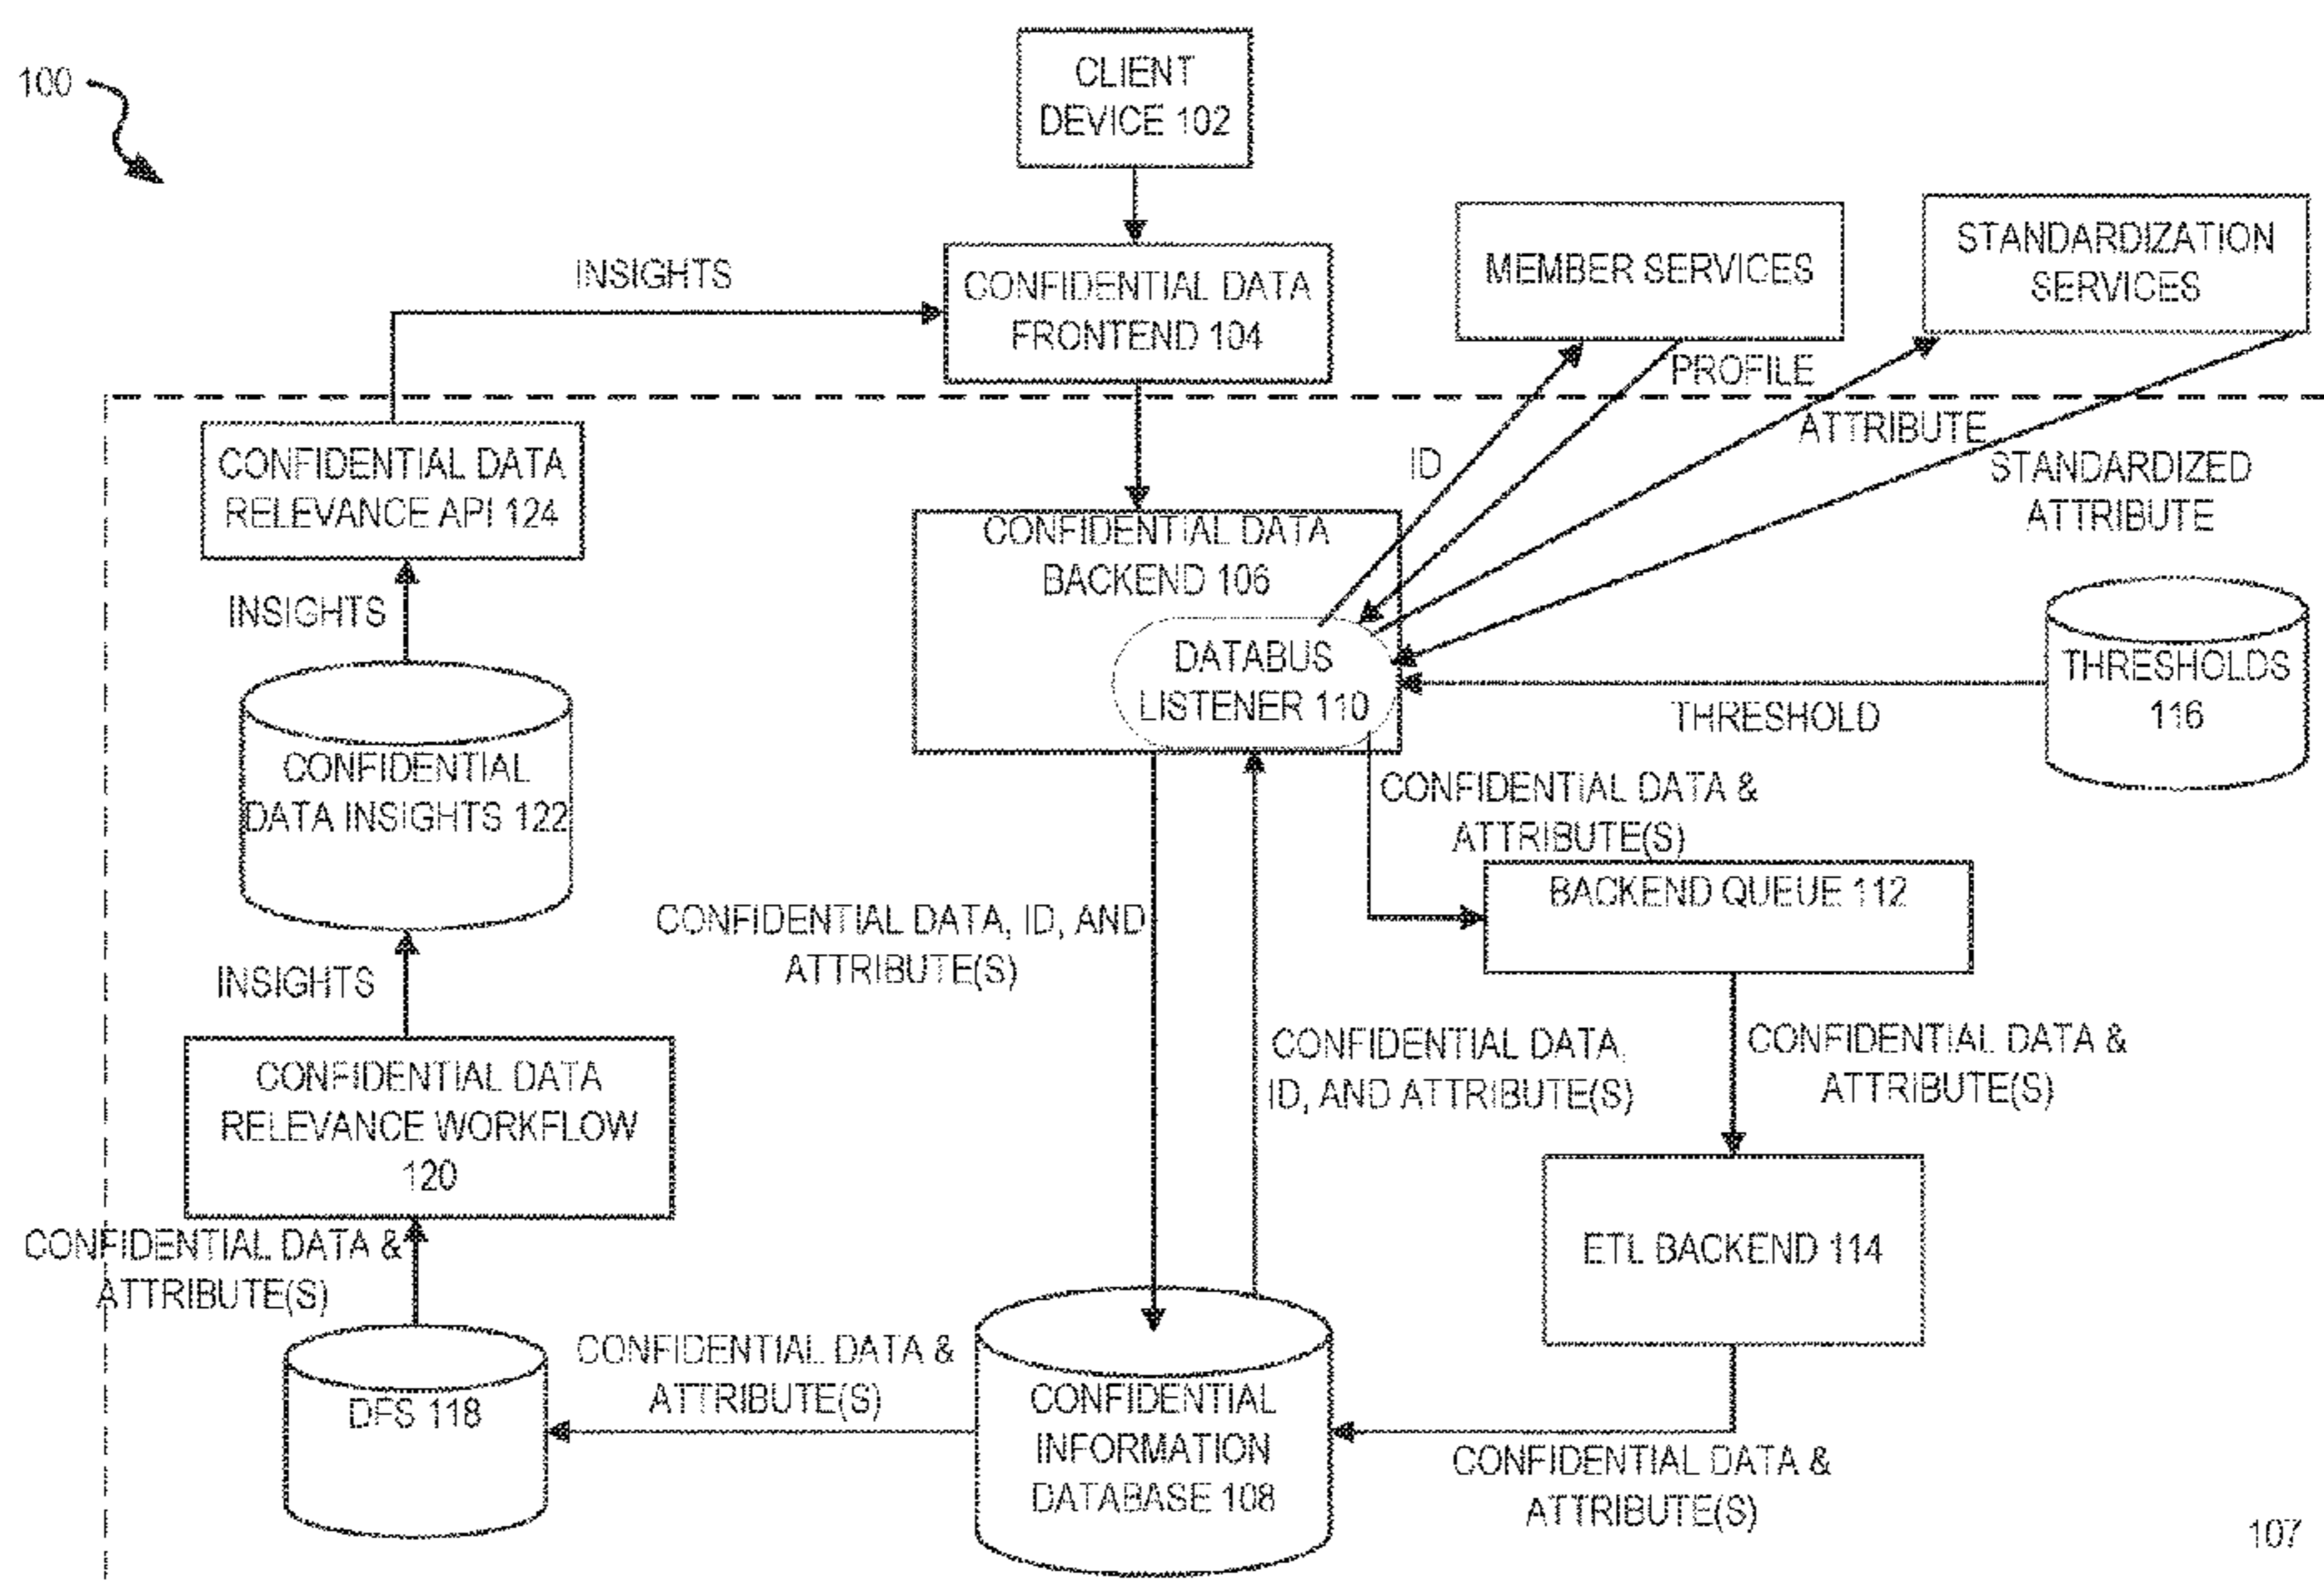 100
CLIENT
DEVICE 102
INSIGHTS
CONFIDENTIAL DATA
FRONTEND 104
MEMBER SERVICES
STANDARDIZATION
SERVICES
PROFILE
ATTRIBUTE
ID
STANDARDIZED
ATTRIBUTE
CONFIDENTIAL DATA
RELEVANCE API 124
CONFIDENTIAL DATA
BACKEND 106
INSIGHTS
DATABUS
LISTENER 110
THRESHOLD
THRESHOLDS
116
CONFIDENTIAL
DATA INSIGHTS 122
CONFIDENTIAL DATA &
ATTRIBUTE(S)
BACKEND QUEUE 112
CONFIDENTIAL DATA, ID, AND
ATTRIBUTE(S)
INSIGHTS
CONFIDENTIAL DATA,
ID, AND ATTRIBUTE(S)
CONFIDENTIAL DATA &
ATTRIBUTE(S)
CONFIDENTIAL DATA
RELEVANCE WORKFLOW
120
ETL BACKEND 114
CONFIDENTIAL DATA &
ATTRIBUTE(S)
CONFIDENTIAL DATA &
ATTRIBUTE(S)
DFS 118
CONFIDENTIAL
INFORMATION
DATABASE 108
CONFIDENTIAL DATA &
ATTRIBUTE(S)
107